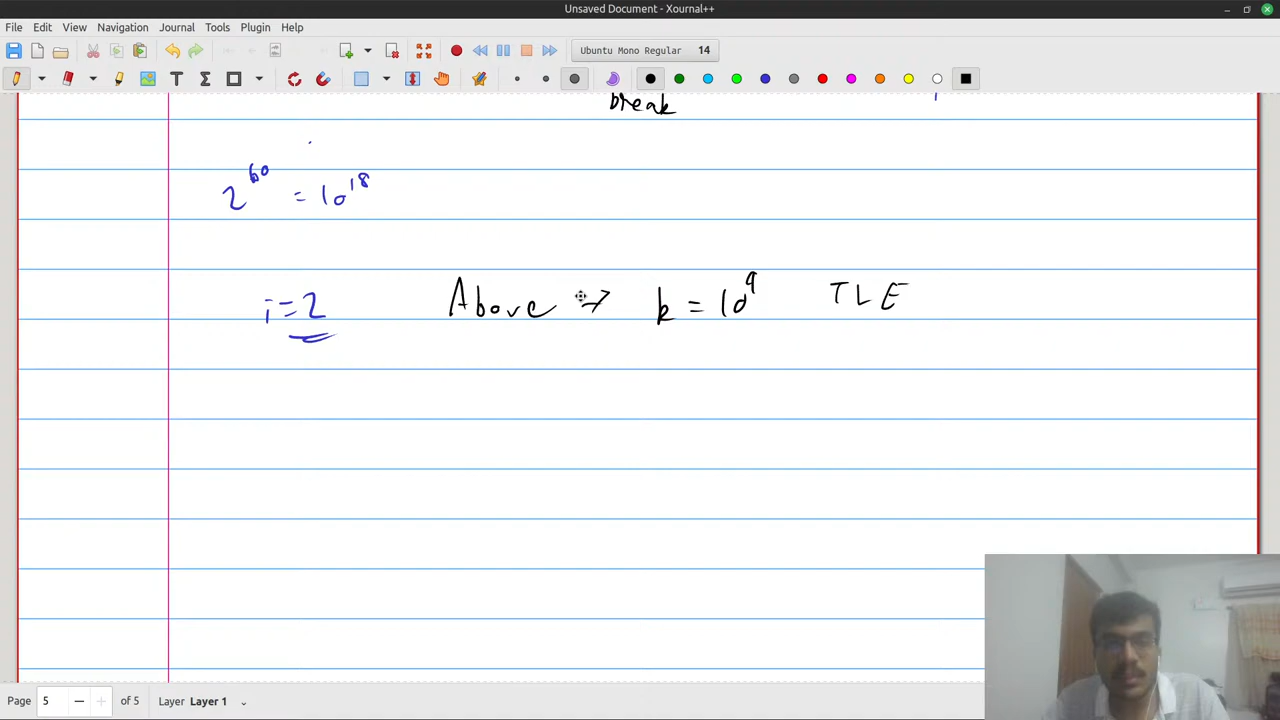 Unsaved Document - Xournal++
File Edit View Navigation Journal Tools Plugin Help
Ubuntu Mono Regular 14
break
2^60 = 10^18
i=2 Above => k = 10^9 TLE
Page 5 of 5 Layer Layer 1